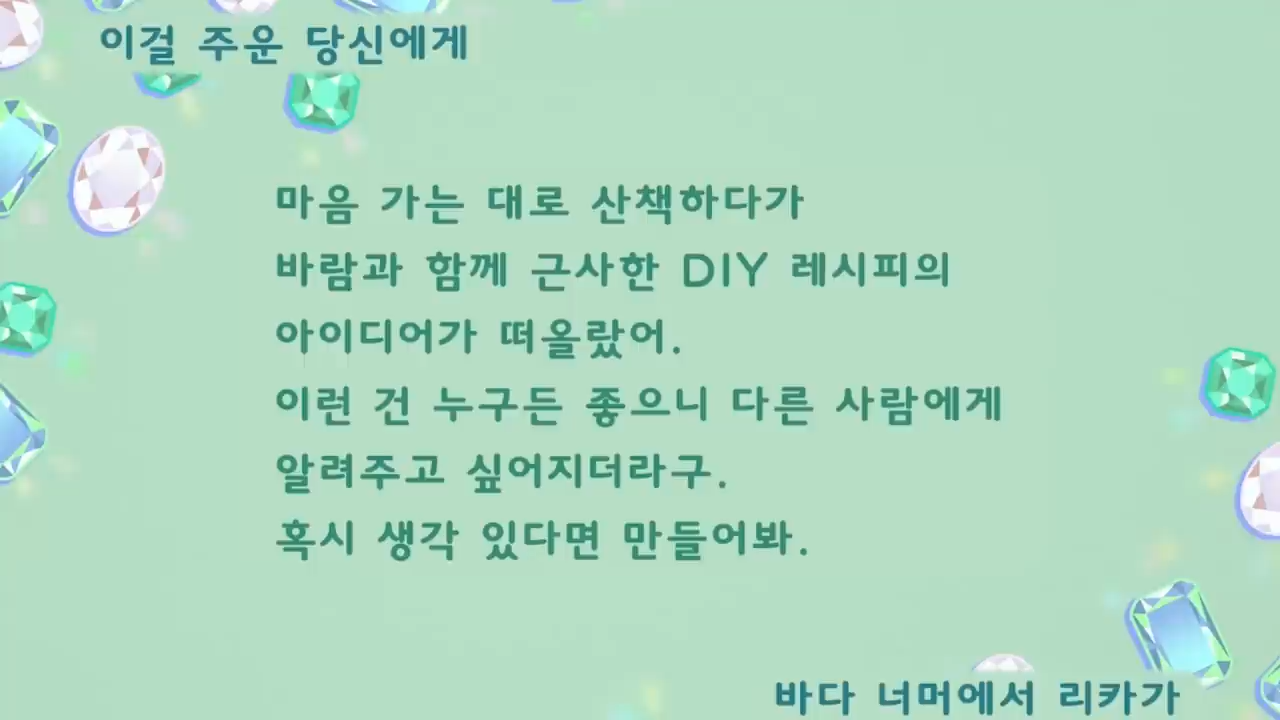 이걸 주운 당신에게
마음 가는 대로 산책하다가
바람과 함께 근사한 DIY 레시피의
아이디어가 떠올랐어.
이런 건 누구든 좋으니 다른 사람에게
알려주고 싶어지더라구.
혹시 생각 있다면 만들어봐.
바다 너머에서 리카가